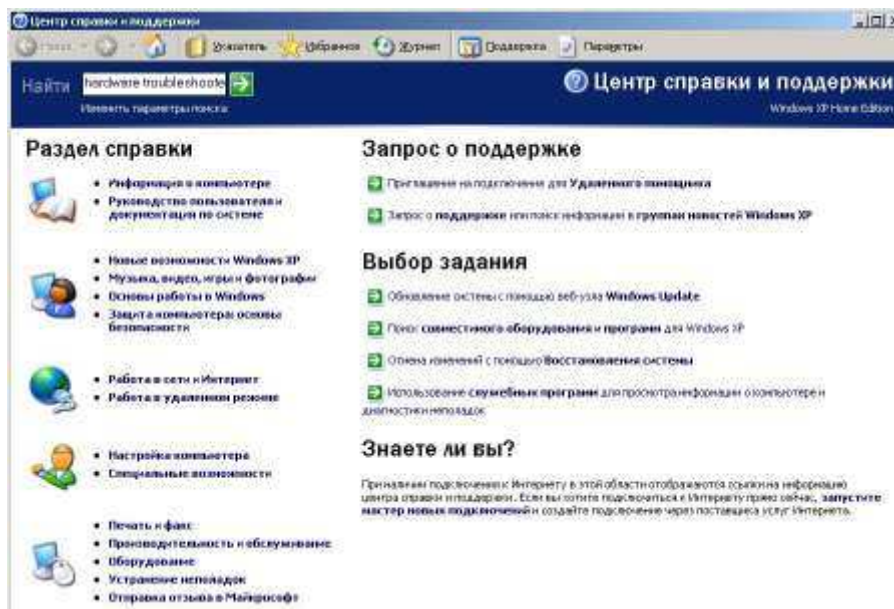 Центр справки и поддержки
Указатель Избранное Журнал Поддержка Параметры
Найти hardware troubleshoote
Изменить параметры поиска
Центр справки и поддержки
Windows XP Home Edition
Раздел справки
Информация о компьютере
Руководство пользователя и
документация по системе
Новые возможности Windows XP
Музыка, видео, игры и фотографии
Основы работы в Windows
Защита компьютера: основы
безопасности
Работа в сети и Интернет
Работа в удаленном режиме
Настройка компьютера
Специальные возможности
Печать и факс
Производительность и обслуживание
Оборудование
Устранение неполадок
Отправка отзыва в Майкрософт
Запрос о поддержке
Приглашение на подключение для Удаленного помощника
Запрос о поддержке или поиск информации в группах новостей Windows XP
Выбор задания
Обновление системы с помощью веб-узла Windows Update
Поиск совместимого оборудования и программ для Windows XP
Отмена изменений с помощью Восстановления системы
Использование служебных программ для просмотра информации о компьютере и
диагностики неполадок
Знаете ли вы?
При наличии подключения к Интернету в этой области отображаются ссылки на информацию
центра справки и поддержки. Если вы хотите подключиться к Интернету прямо сейчас, запустите
мастер новых подключений и создайте подключение через поставщика услуг Интернета.